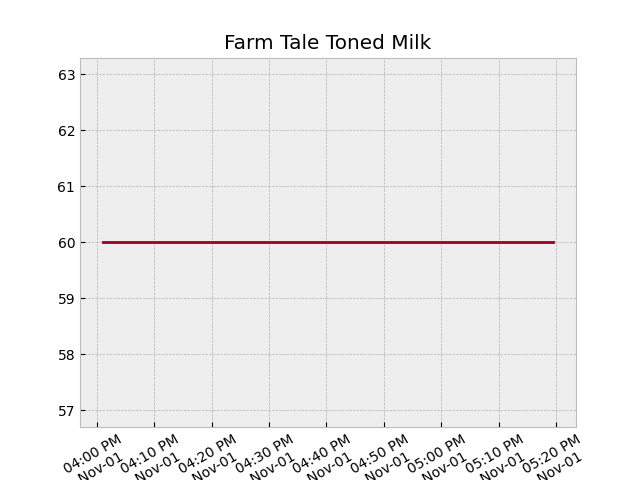 Farm Tale Toned Milk
63
62
61
60
59
58
57
04:00 PM
Nov-01
04:10 PM
Nov-01
04:20 PM
Nov-01
04:30 PM
Nov-01
04:40 PM
Nov-01
04:50 PM
Nov-01
05:00 PM
Nov-01
05:10 PM
Nov-01
05:20 PM
Nov-01